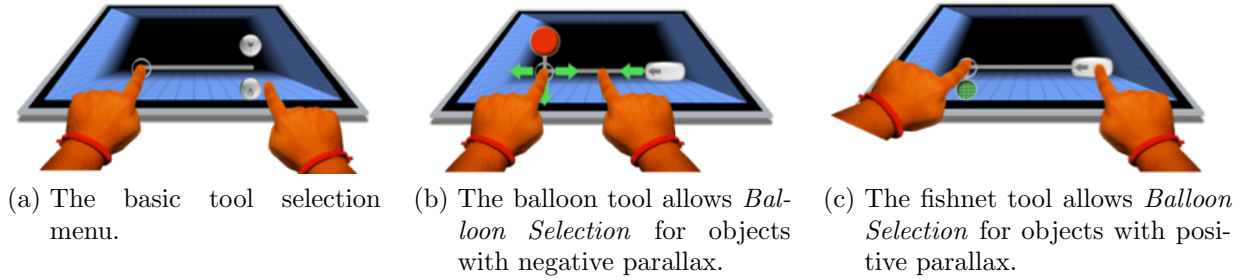 (a) The basic tool selection
menu.
(b) The balloon tool allows Bal-
loon Selection for objects
with negative parallax.
(c) The fishnet tool allows Balloon
Selection for objects with posi-
tive parallax.